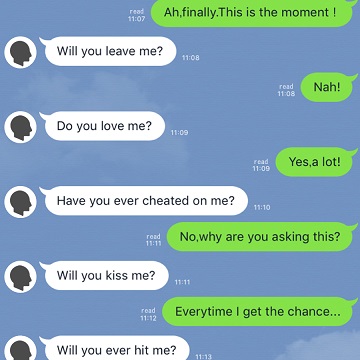 Ah,finally.This is the moment !
read
11:07
Will you leave me?
11:08
Nah!
read
11:08
Do you love me?
11:09
Yes,a lot!
read
11:09
Have you ever cheated on me?
11:10
No,why are you asking this?
read
11:11
Will you kiss me?
11:11
Everytime I get the chance...
read
11:12
Will you ever hit me?
11:13